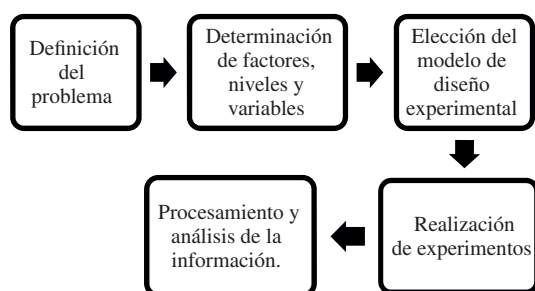 Definición
del
problema
Determinación
de factores,
niveles y
variables
Elección del
modelo de
diseño
experimental
Realización
de experimentos
Procesamiento y
análisis de la
información.